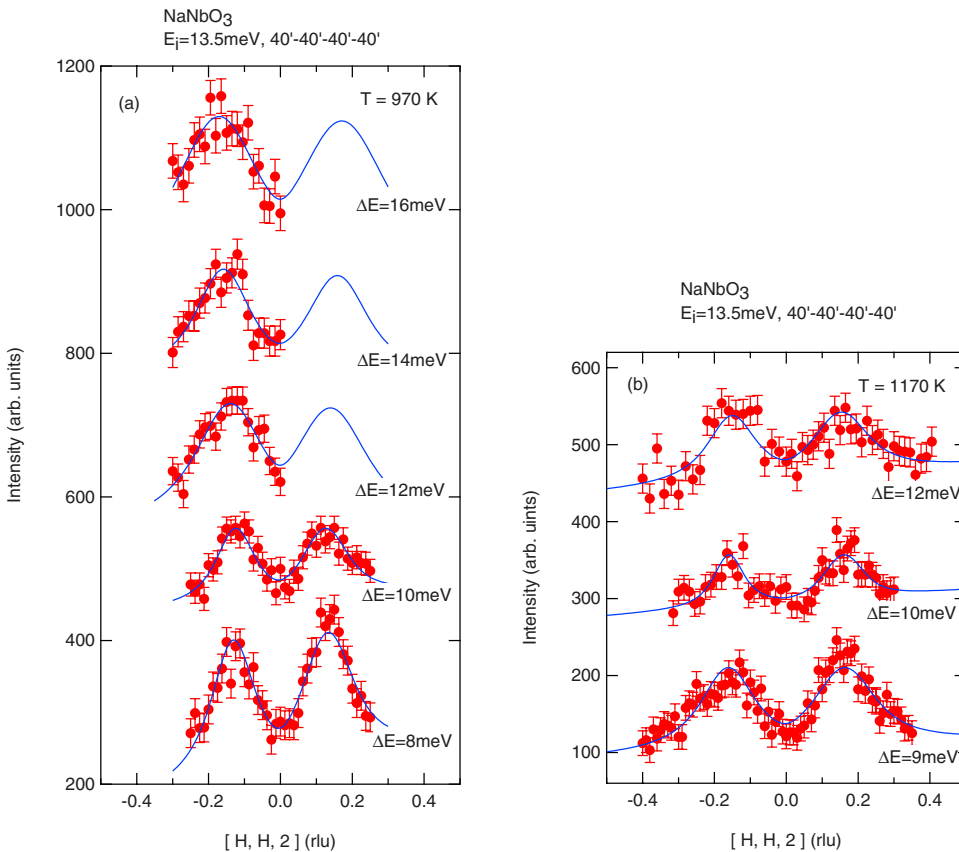 NaNbO3
Ei=13.5meV, 40'-40'-40'-40'
1200
(a)
T = 970 K
1000
ΔE=16meV
800
ΔE=14meV
600
ΔE=12meV
400
ΔE=10meV
200
ΔE=8meV
-0.4
-0.2
0.0
0.2
0.4
[ H, H, 2 ] (rlu)
Intensity (arb. units)
NaNbO3
Ei=13.5meV, 40'-40'-40'-40'
600
(b)
T = 1170 K
500
ΔE=12meV
400
300
ΔE=10meV
200
100
ΔE=9meV
-0.4
-0.2
0.0
0.2
0.4
[ H, H, 2 ] (rlu)
Intensity (arb. uints)